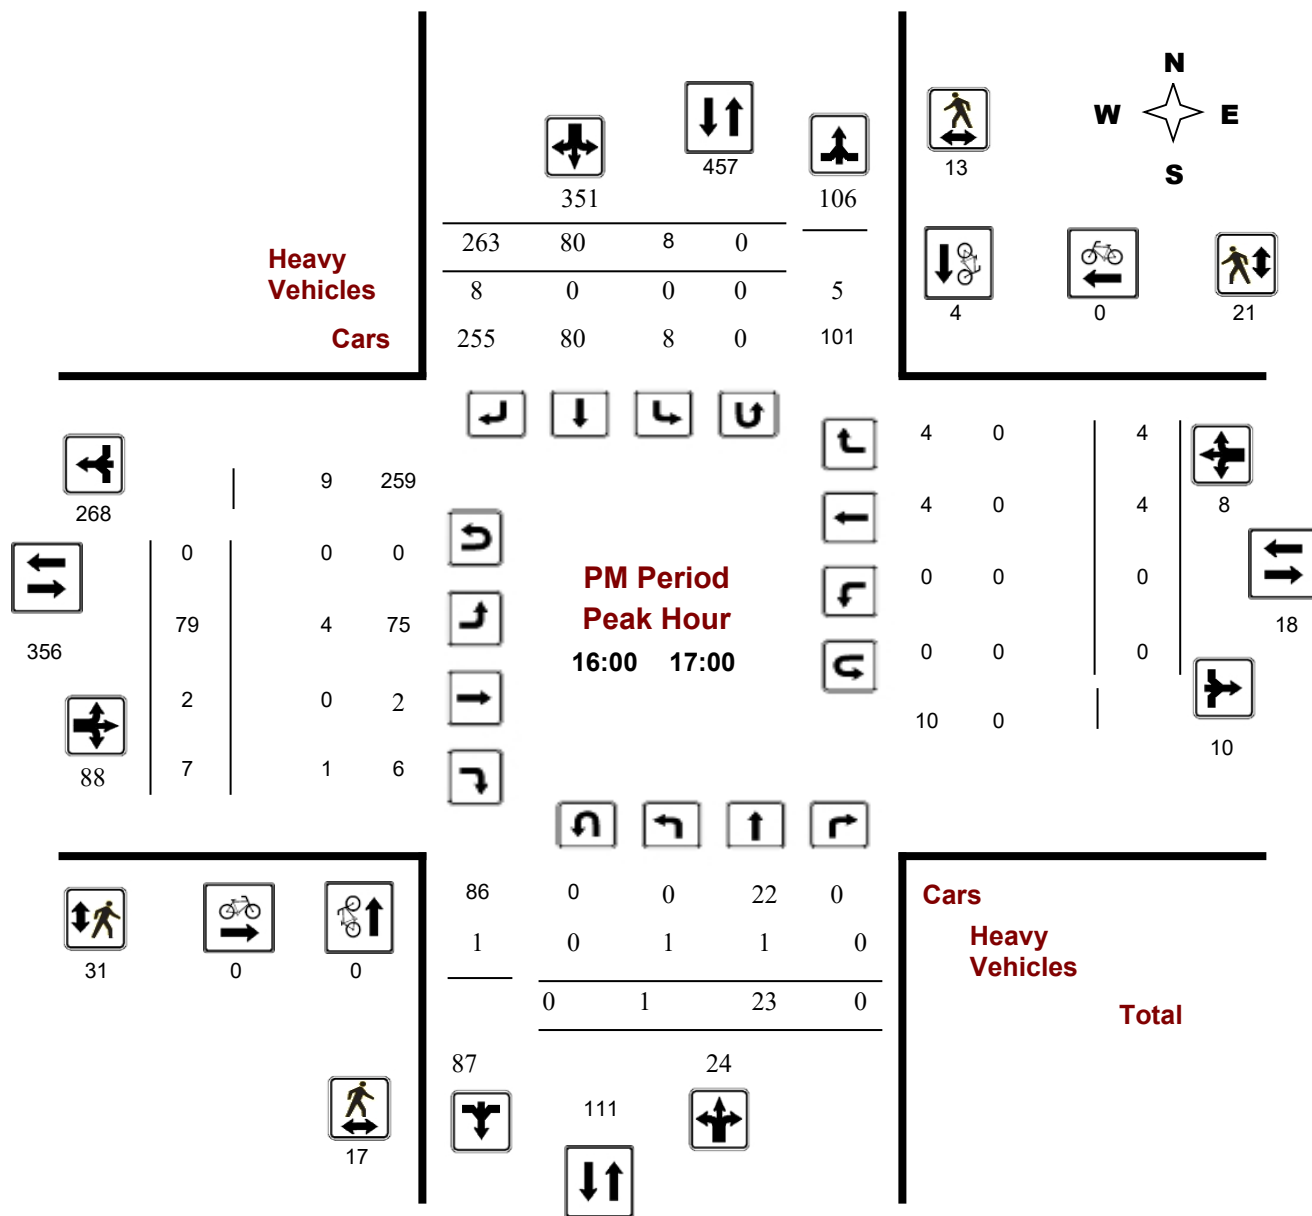 N
W E
S
457
13
351 106
263 80 8 0
Heavy
Vehicles 8 0 0 0 5
Cars 255 80 8 0 101
4 0 21
4 0 4
9 259
268
4 0 4 8
0 0 0
PM Period
Peak Hour
16:00 17:00
0 0 0
79 4 75
18
356
0 0 0
2 0 2
10 0
10
88 7 1 6
86 0 0 22 0
Cars
1 0 1 1 0
Heavy
Vehicles
31 0 0
0 1 23 0
Total
87 24
111
17